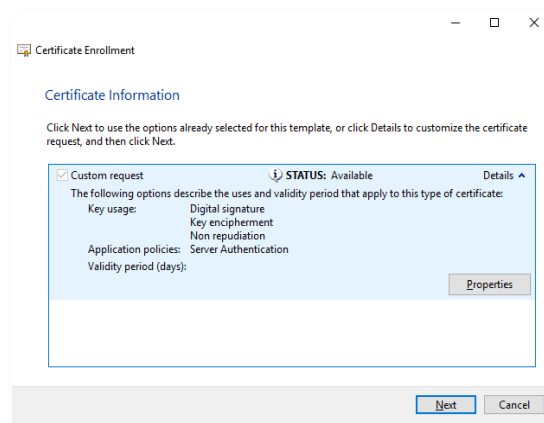 Certificate Enrollment
Certificate Information
Click Next to use the options already selected for this template, or click Details to customize the certificate
request, and then click Next.
Custom request STATUS: Available Details
The following options describe the uses and validity period that apply to this type of certificate:
Key usage: Digital signature
Key encipherment
Non repudiation
Application policies: Server Authentication
Validity period (days):
Properties
Next Cancel